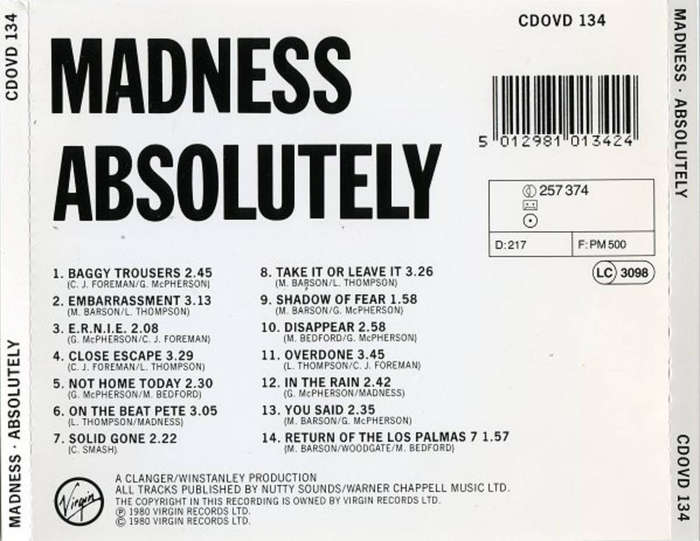 CDOVD 134
MADNESS · ABSOLUTELY
MADNESS
ABSOLUTELY
CDOVD 134
5 012981 013424
257 374
D: 217
F: PM 500
LC 3098
1. BAGGY TROUSERS 2.45
(C. J. FOREMAN/G. McPHERSON)
2. EMBARRASSMENT 3.13
(M. BARSON/L. THOMPSON)
3. E.R.N.I.E. 2.08
(G. McPHERSON/C. J. FOREMAN)
4. CLOSE ESCAPE 3.29
(C. J. FOREMAN/L. THOMPSON)
5. NOT HOME TODAY 2.30
(G. McPHERSON/M. BEDFORD)
6. ON THE BEAT PETE 3.05
(L. THOMPSON/MADNESS)
7. SOLID GONE 2.22
(C. SMASH)
8. TAKE IT OR LEAVE IT 3.26
(M. BARSON/L. THOMPSON)
9. SHADOW OF FEAR 1.58
(M. BARSON/G. McPHERSON)
10. DISAPPEAR 2.58
(M. BEDFORD/G. McPHERSON)
11. OVERDONE 3.45
(L. THOMPSON/C. J. FOREMAN)
12. IN THE RAIN 2.42
(G. McPHERSON/MADNESS)
13. YOU SAID 2.35
(M. BARSON/G. McPHERSON)
14. RETURN OF THE LOS PALMAS 7 1.57
(M. BARSON/WOODGATE/M. BEDFORD)
Virgin
A CLANGER/WINSTANLEY PRODUCTION
ALL TRACKS PUBLISHED BY NUTTY SOUNDS/WARNER CHAPPELL MUSIC LTD.
THE COPYRIGHT IN THIS RECORDING IS OWNED BY VIRGIN RECORDS LTD.
℗ 1980 VIRGIN RECORDS LTD.
© 1980 VIRGIN RECORDS LTD.
MADNESS · ABSOLUTELY
CDOVD 134